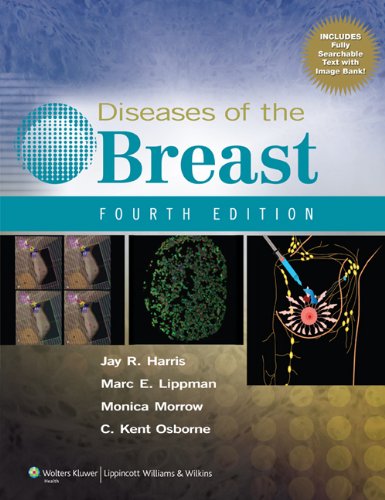 INCLUDES
Fully
Searchable
Text with
Image Bank!
Diseases of the
Breast
FOURTH EDITION
Jay R. Harris
Marc E. Lippman
Monica Morrow
C. Kent Osborne
Wolters Kluwer | Lippincott Williams & Wilkins
Health